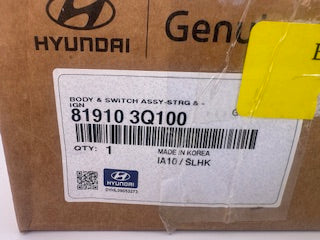 HYUNDAI
Genu
BODY & SWITCH ASSY-STRG & -
IGN
81910 3Q100
G
QTY: 1
MADE IN KOREA
IA10 / SLHK
HYUNDAI